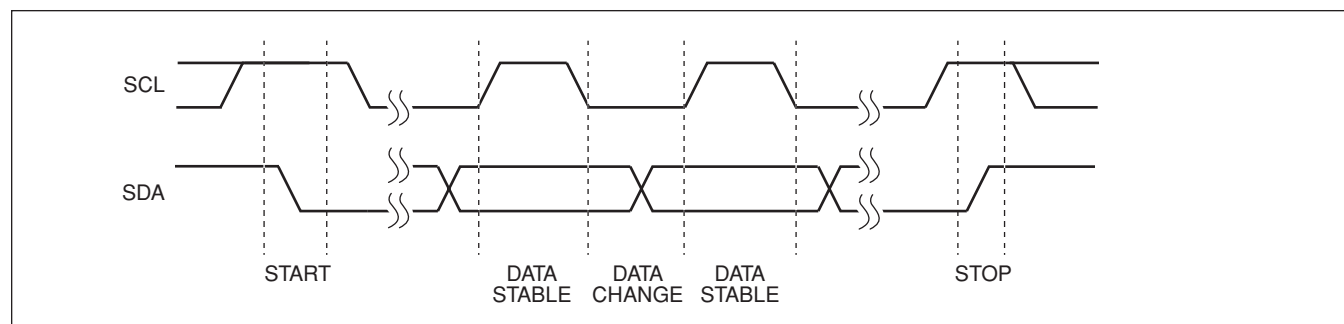 SCL
SDA
START
DATA
STABLE
DATA
CHANGE
DATA
STABLE
STOP